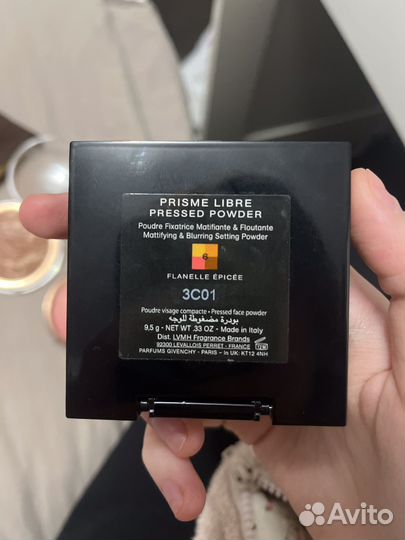 PRISME LIBRE
PRESSED POWDER
Poudre Fixatrice Matifiante & Floutante
Mattifying & Blurring Setting Powder
6
FLANELLE ÉPICÉE
3C01
Poudre visage compacte • Pressed face powder
بودرة مضغوطة للوجه
9,5 g - NET WT .33 OZ - Made in Italy
Dist. LVMH Fragrance Brands
92300 LEVALLOIS PERRET - FRANCE
PARFUMS GIVENCHY - PARIS - in UK: KT12 4NH
12M
Avito